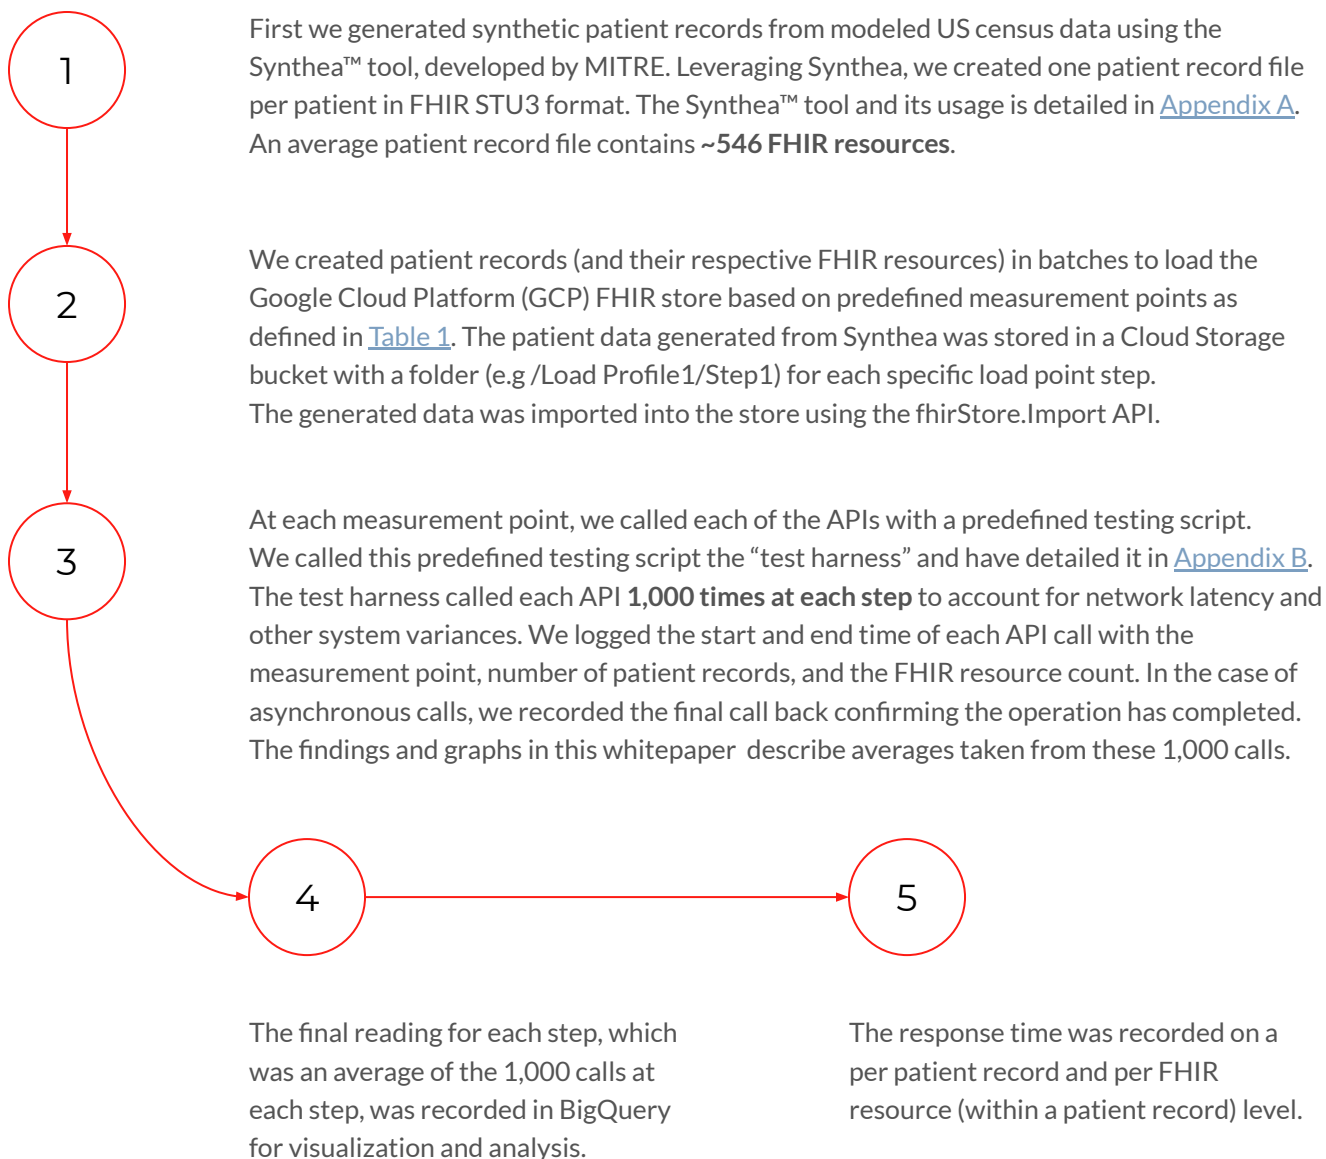 1
First we generated synthetic patient records from modeled US census data using the
Synthea™ tool, developed by MITRE. Leveraging Synthea, we created one patient record file
per patient in FHIR STU3 format. The Synthea™ tool and its usage is detailed in Appendix A.
An average patient record file contains ~546 FHIR resources.
2
We created patient records (and their respective FHIR resources) in batches to load the
Google Cloud Platform (GCP) FHIR store based on predefined measurement points as
defined in Table 1. The patient data generated from Synthea was stored in a Cloud Storage
bucket with a folder (e.g /Load Profile1/Step1) for each specific load point step.
The generated data was imported into the store using the fhirStore.Import API.
3
At each measurement point, we called each of the APIs with a predefined testing script.
We called this predefined testing script the “test harness” and have detailed it in Appendix B.
The test harness called each API 1,000 times at each step to account for network latency and
other system variances. We logged the start and end time of each API call with the
measurement point, number of patient records, and the FHIR resource count. In the case of
asynchronous calls, we recorded the final call back confirming the operation has completed.
The findings and graphs in this whitepaper  describe averages taken from these 1,000 calls.
4
The final reading for each step, which
was an average of the 1,000 calls at
each step, was recorded in BigQuery
for visualization and analysis.
5
The response time was recorded on a
per patient record and per FHIR
resource (within a patient record) level.